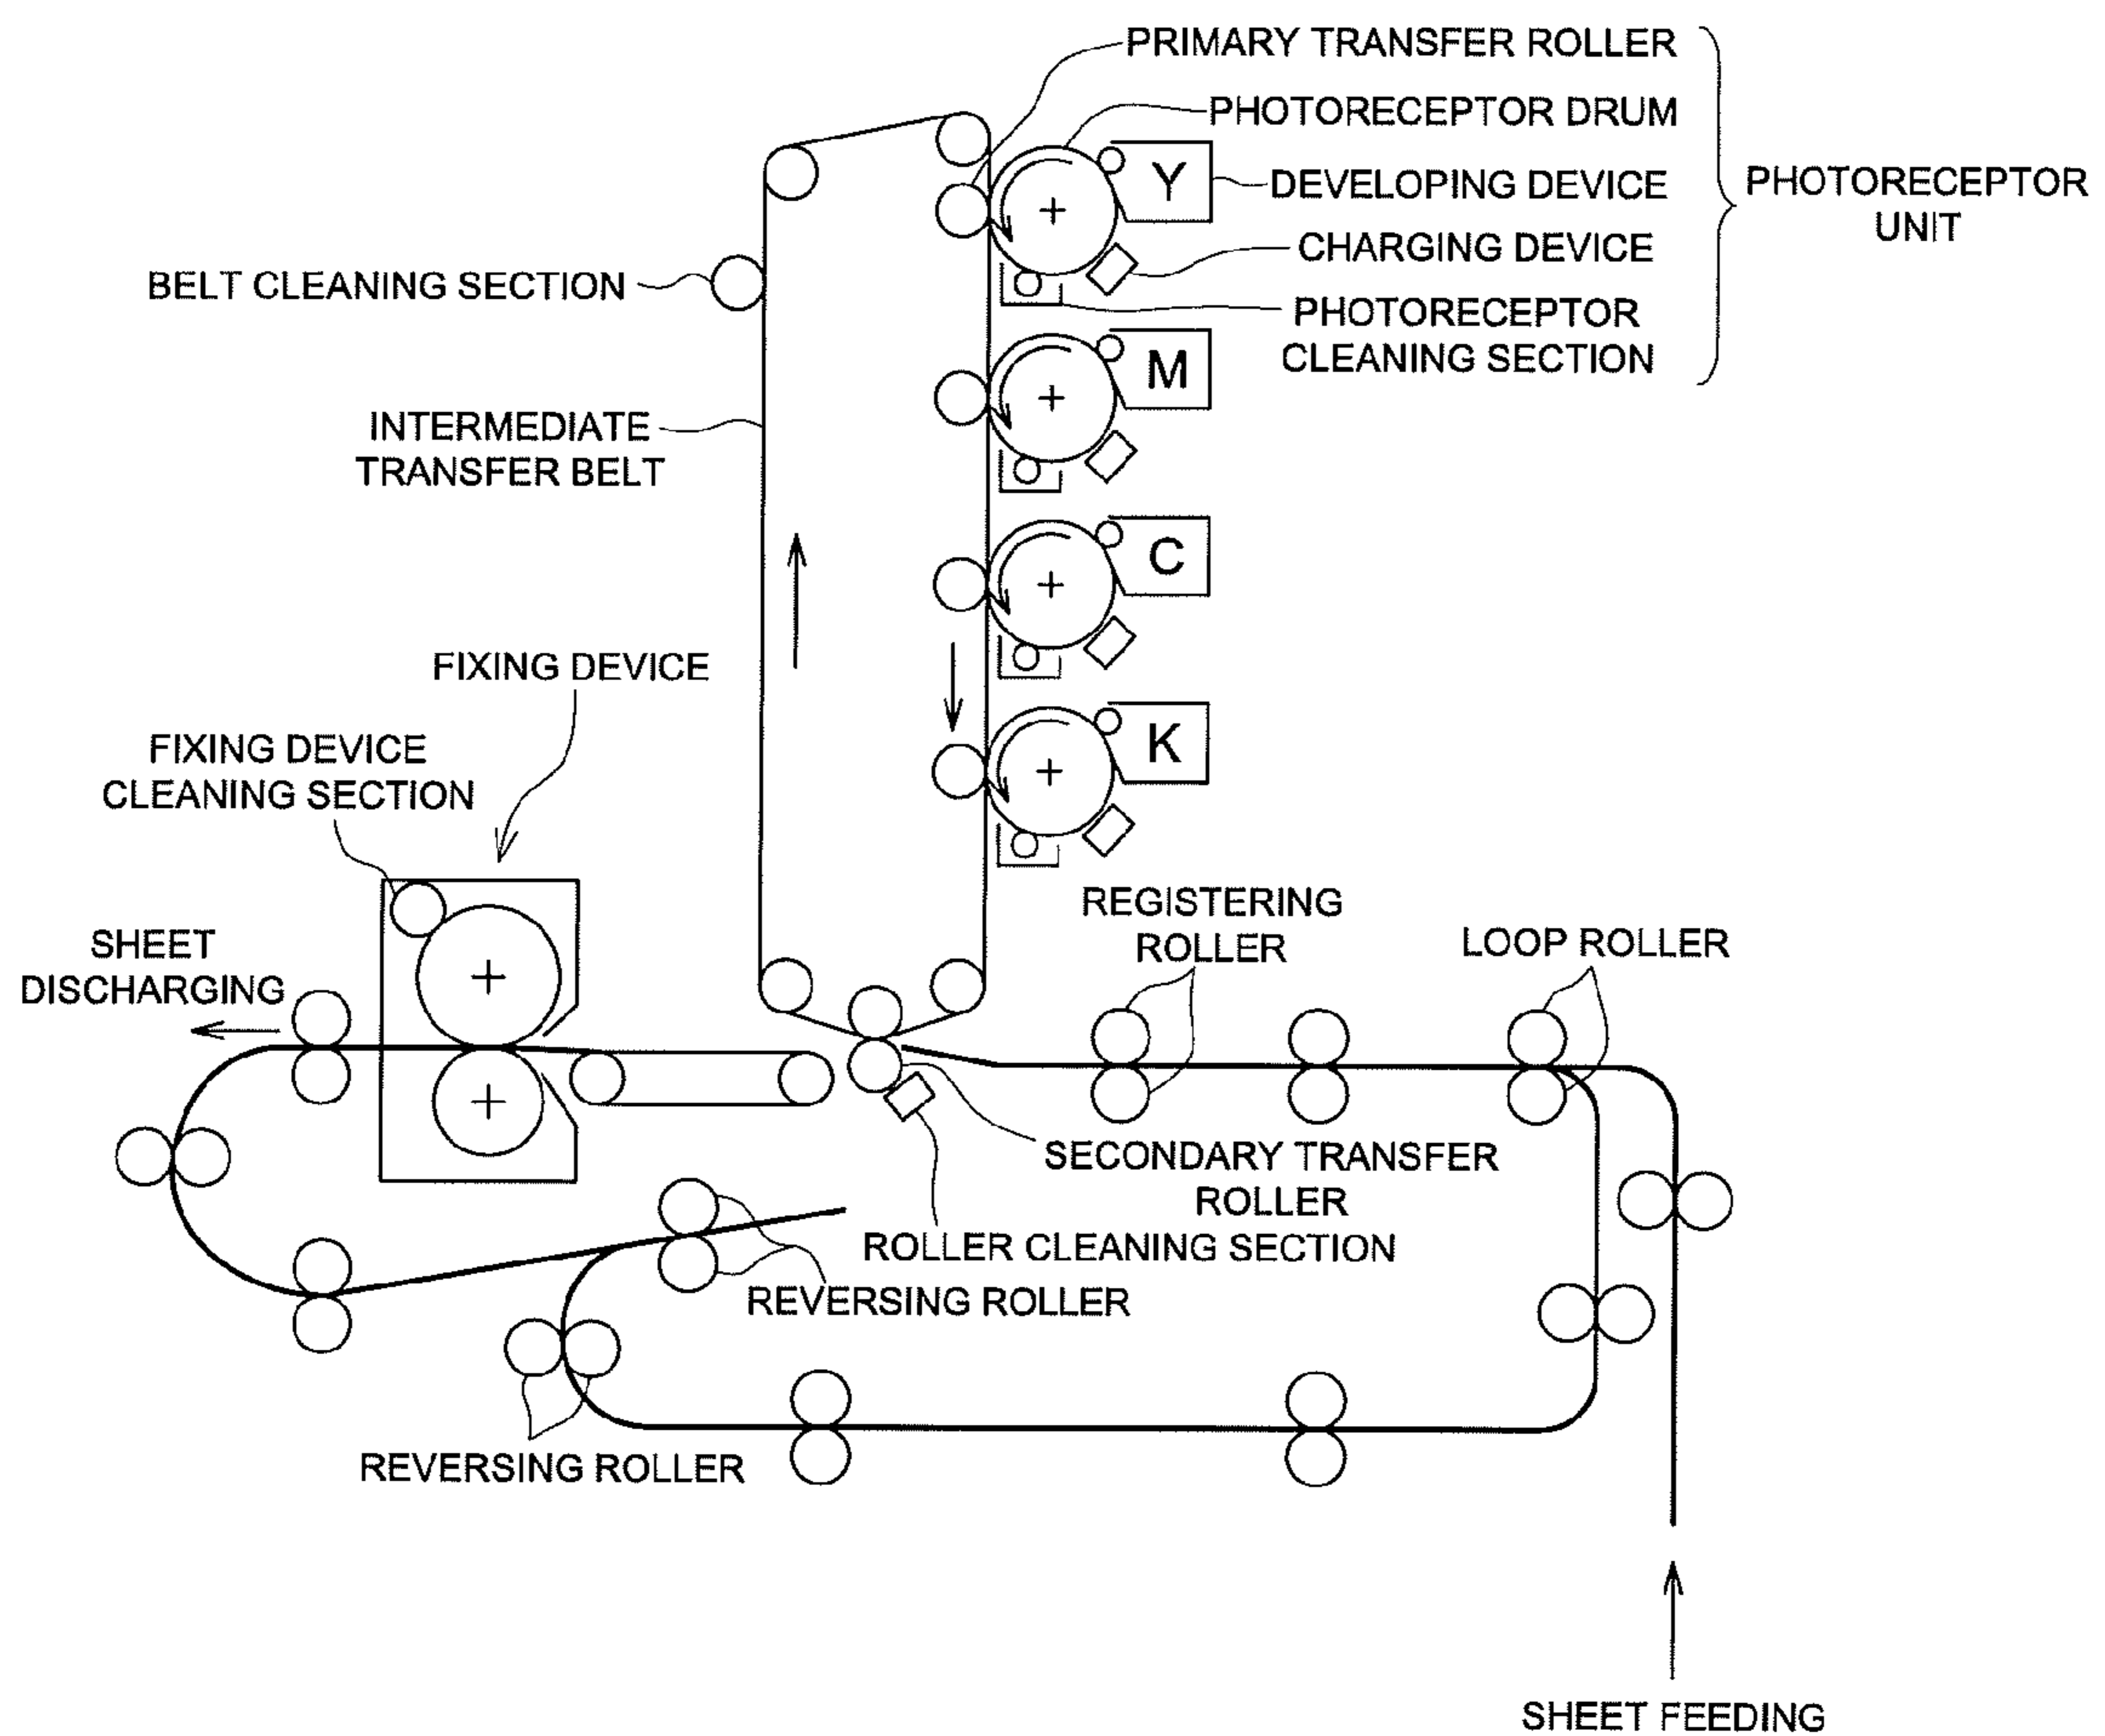 PRIMARY TRANSFER ROLLER
PHOTORECEPTOR DRUM
Y
DEVELOPING DEVICE
PHOTORECEPTOR
UNIT
CHARGING DEVICE
BELT CLEANING SECTION
PHOTORECEPTOR
CLEANING SECTION
M
INTERMEDIATE
TRANSFER BELT
C
FIXING DEVICE
K
FIXING DEVICE
CLEANING SECTION
REGISTERING
ROLLER
LOOP ROLLER
SHEET
DISCHARGING
SECONDARY TRANSFER
ROLLER
ROLLER CLEANING SECTION
REVERSING ROLLER
REVERSING ROLLER
SHEET FEEDING